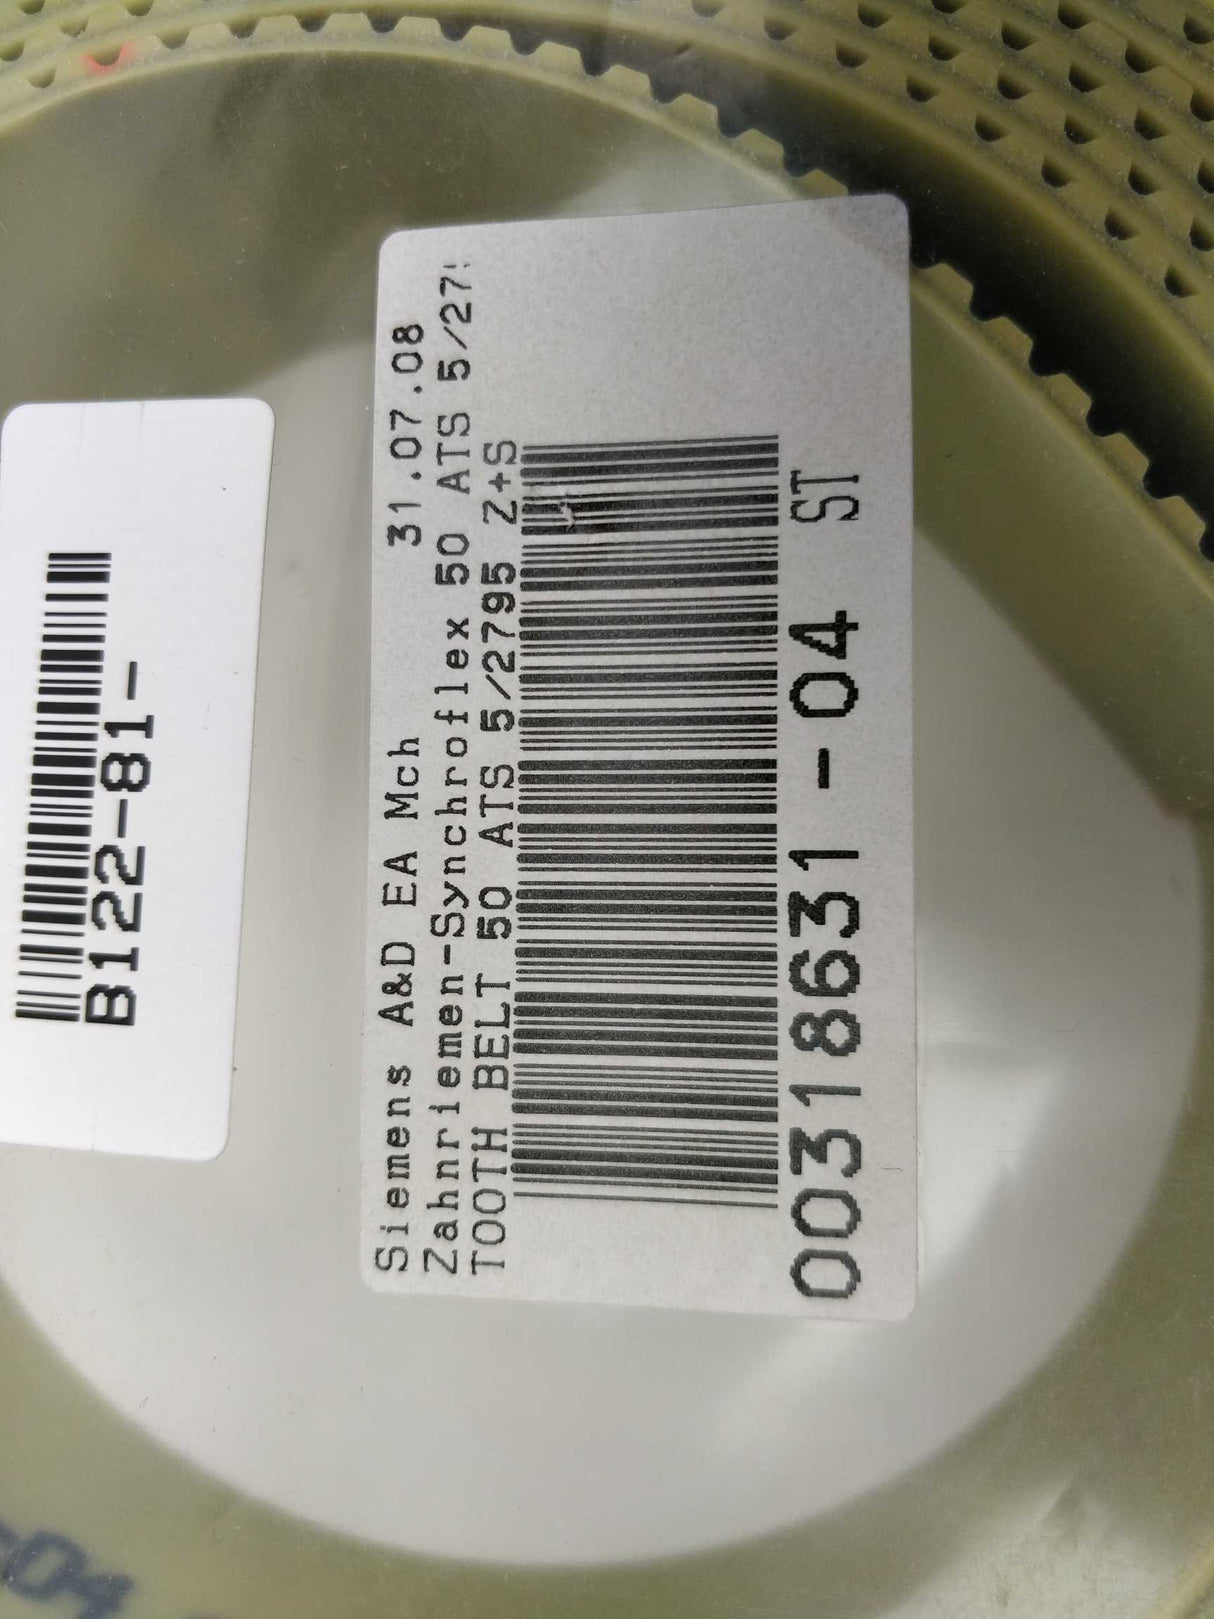 B122-81-
Siemens A&D EA Mch 31.07.08
Zahnriemen-Synchroflex 50 ATS 5/27
TOOTH BELT 50 ATS 5/2795 Z+S
00318631-04 ST
-04